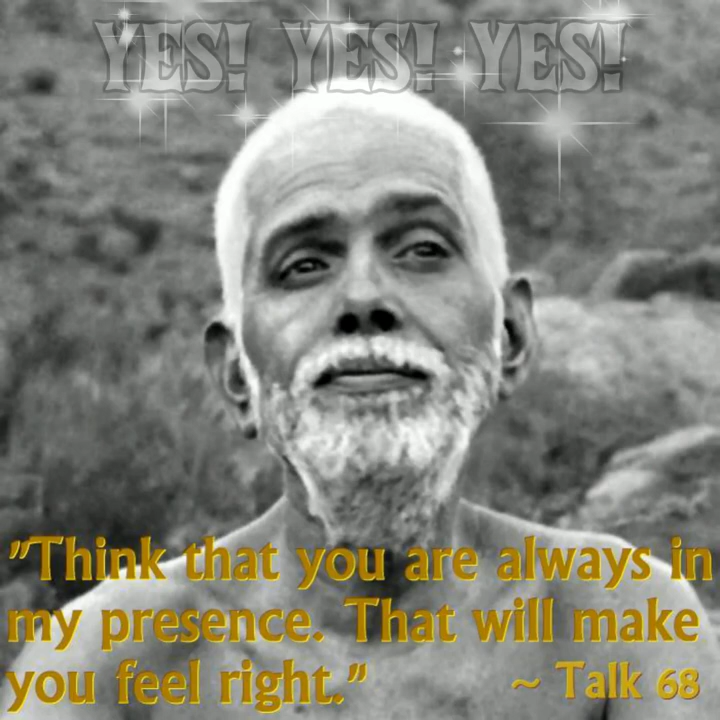 YES! YES! YES!
"Think that you are always in
my presence. That will make
you feel right." ~ Talk 68